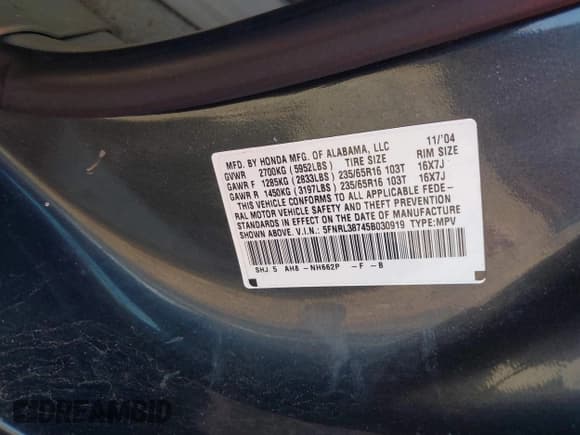 MFD. BY HONDA MFG. OF ALABAMA, LLC 11/'04
GVWR 2700KG (5952LBS) TIRE SIZE RIM SIZE
GAWR F 1285KG (2833LBS) 235/65R16 103T 16X7J
GAWR R 1450KG (3197LBS) 235/65R16 103T 16X7J
THIS VEHICLE CONFORMS TO ALL APPLICABLE FEDE-
RAL MOTOR VEHICLE SAFETY AND THEFT PREVENTION
STANDARDS IN EFFECT ON THE DATE OF MANUFACTURE
SHOWN ABOVE. V.I.N.: 5FNRL38745B030919 TYPE:MPV
SHJ 5 AH8 -NH662P -F -B
DREAMBID